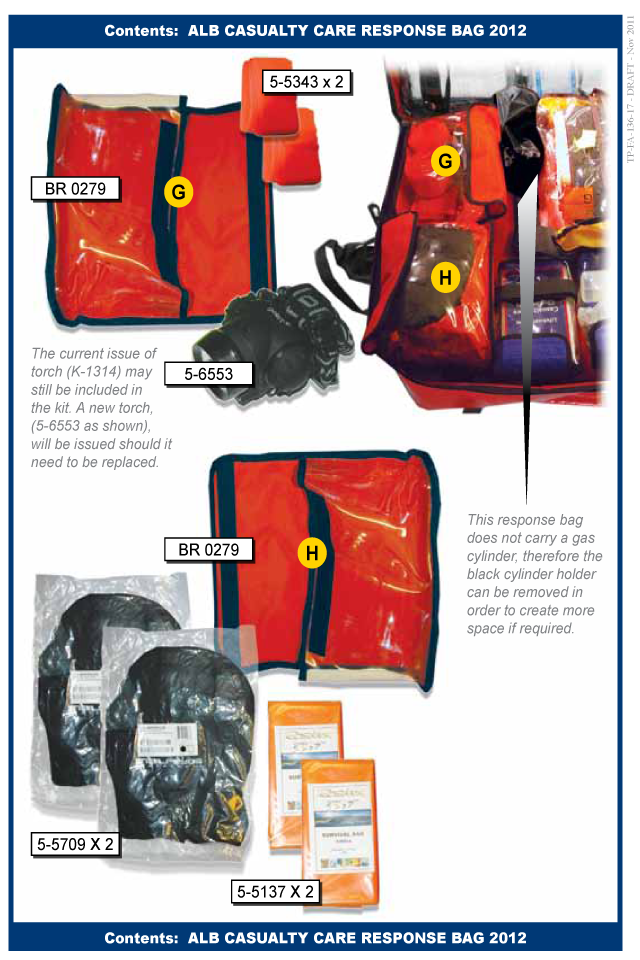 Contents: ALB CASUALTY CARE RESPONSE BAG 2012
TP-FA-136-17 - DRAFT - Nov 2011
5-5343 x 2
BR 0279
G
G
H
The current issue of
torch (K-1314) may
still be included in
the kit. A new torch,
(5-6553 as shown),
will be issued should it
need to be replaced.
5-6553
This response bag
does not carry a gas
cylinder, therefore the
black cylinder holder
can be removed in
order to create more
space if required.
BR 0279
H
5-5709 X 2
SURVIVAL BAG
5-5137 X 2
Contents: ALB CASUALTY CARE RESPONSE BAG 2012